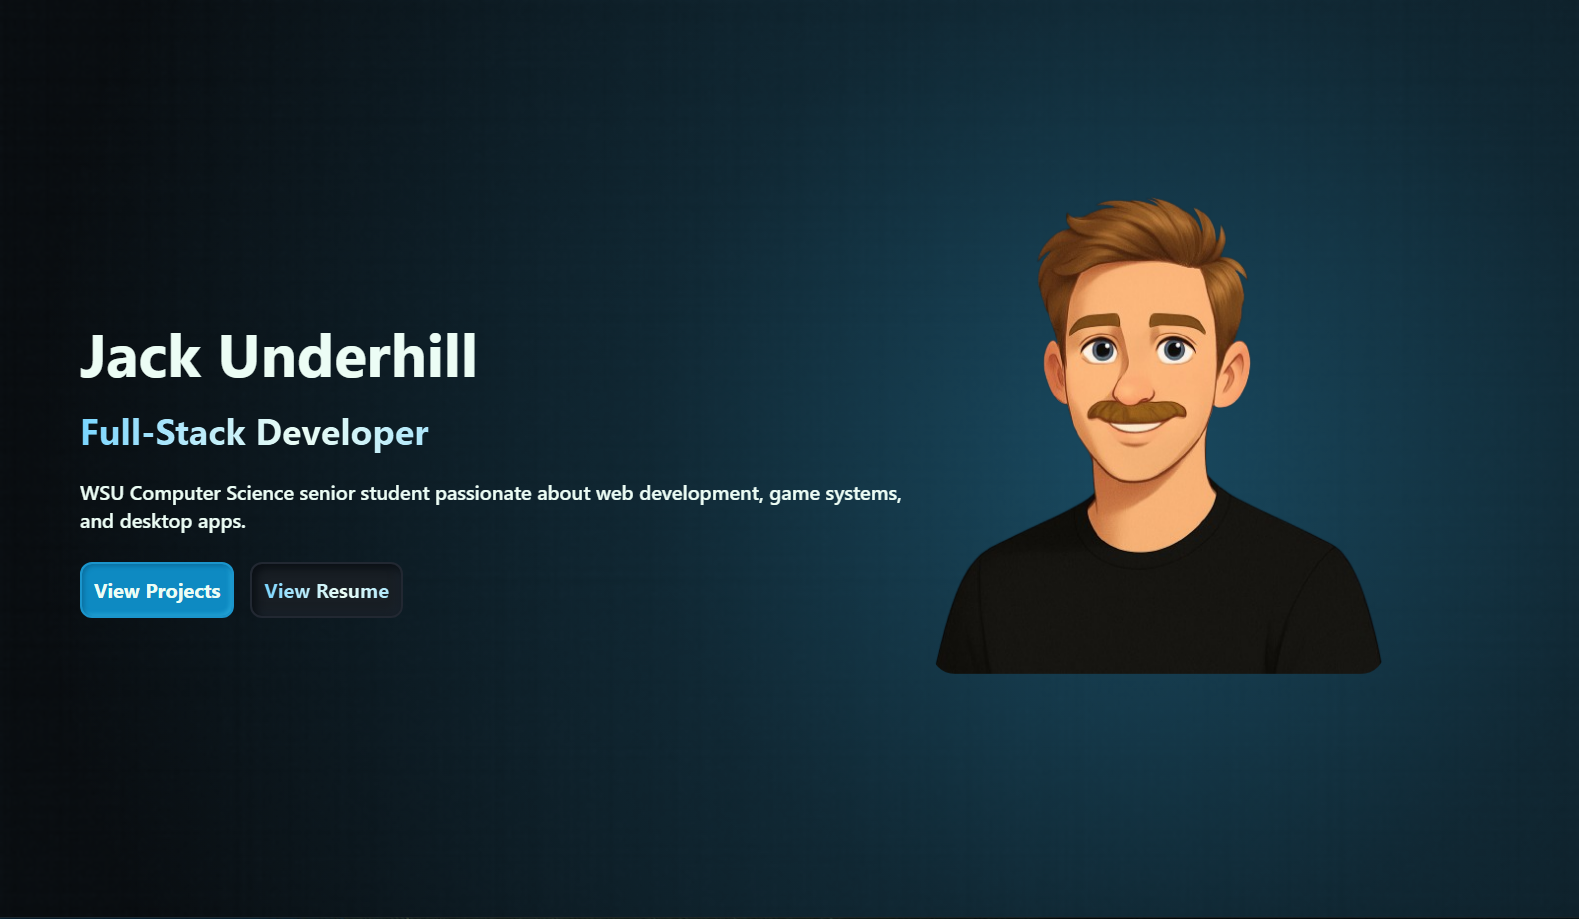 Jack Underhill
Full-Stack Developer
WSU Computer Science senior student passionate about web development, game systems,
and desktop apps.
View Projects
View Resume